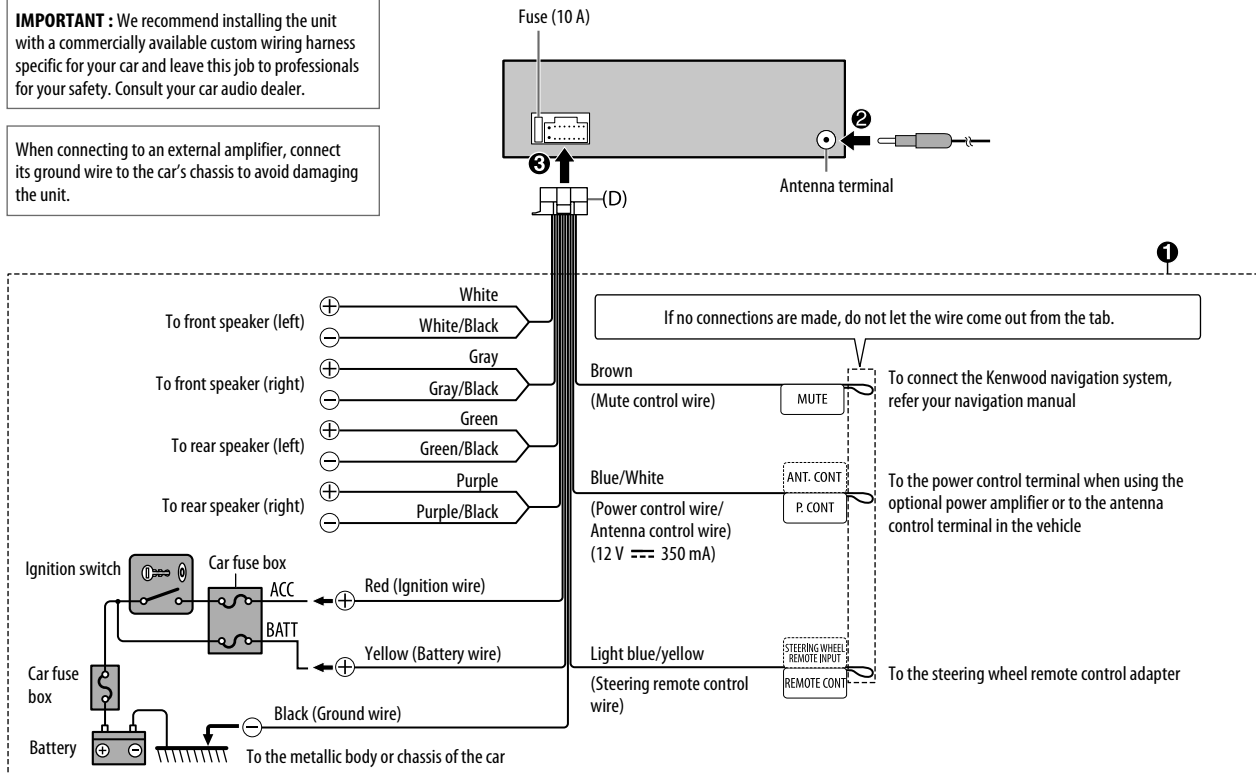 IMPORTANT : We recommend installing the unit
with a commercially available custom wiring harness
specific for your car and leave this job to professionals
for your safety. Consult your car audio dealer.
When connecting to an external amplifier, connect
its ground wire to the car's chassis to avoid damaging
the unit.
Fuse (10 A)
❷
❸
Antenna terminal
(D)
❶
To front speaker (left)
⊕ White
⊖ White/Black
To front speaker (right)
⊕ Gray
⊖ Gray/Black
To rear speaker (left)
⊕ Green
⊖ Green/Black
To rear speaker (right)
⊕ Purple
⊖ Purple/Black
If no connections are made, do not let the wire come out from the tab.
Brown
(Mute control wire)
MUTE
To connect the Kenwood navigation system,
refer your navigation manual
Blue/White
(Power control wire/
Antenna control wire)
(12 V ⎓ 350 mA)
ANT. CONT
P. CONT
To the power control terminal when using the
optional power amplifier or to the antenna
control terminal in the vehicle
Ignition switch
Car fuse box
ACC
⊕ Red (Ignition wire)
BATT
⊕ Yellow (Battery wire)
Light blue/yellow
(Steering remote control
wire)
STEERING WHEEL
REMOTE INPUT
REMOTE CONT
To the steering wheel remote control adapter
Car fuse
box
⊖ Black (Ground wire)
Battery
⊕ ⊖
To the metallic body or chassis of the car